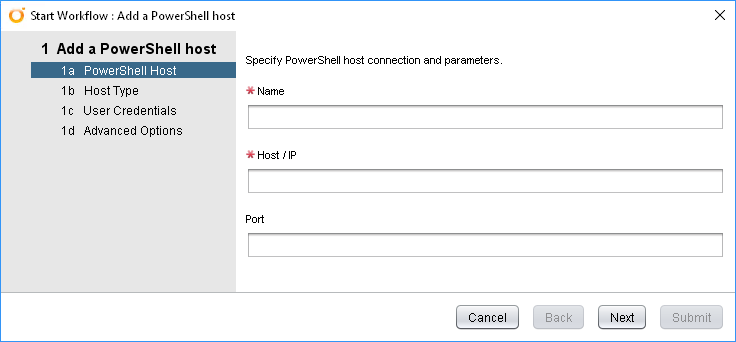 Start Workflow : Add a PowerShell host
1 Add a PowerShell host
1a PowerShell Host
1b Host Type
1c User Credentials
1d Advanced Options
Specify PowerShell host connection and parameters.
* Name
* Host / IP
Port
Cancel Back Next Submit